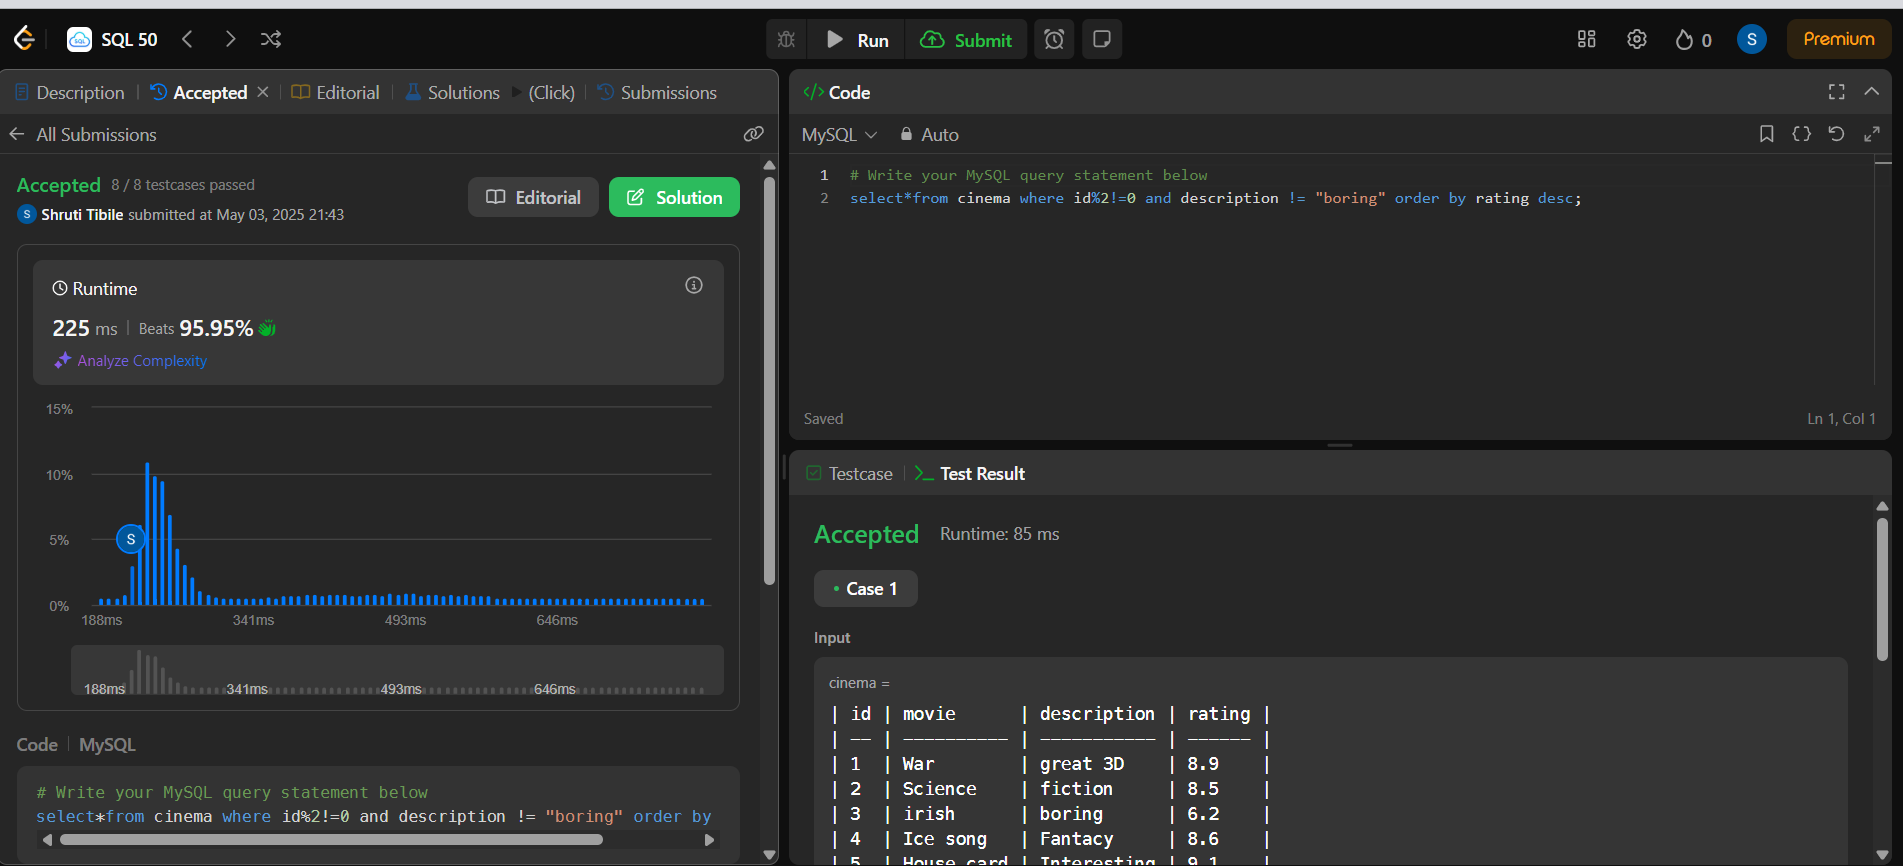 SQL 50
Run
Submit
0
S
Premium
Description
Accepted
Editorial
Solutions
(Click)
Submissions
All Submissions
Accepted 8 / 8 testcases passed
S Shruti Tibile submitted at May 03, 2025 21:43
Editorial
Solution
Runtime
225 ms | Beats 95.95%
Analyze Complexity
15%
10%
5%
0%
S
188ms 341ms 493ms 646ms
188ms 341ms 493ms 646ms
Code | MySQL
# Write your MySQL query statement below
select*from cinema where id%2!=0 and description != "boring" order by
</> Code
MySQL
Auto
1 # Write your MySQL query statement below
2 select*from cinema where id%2!=0 and description != "boring" order by rating desc;
Saved
Ln 1, Col 1
Testcase
Test Result
Accepted Runtime: 85 ms
• Case 1
Input
cinema =
| id | movie | description | rating |
| -- | ---------- | ----------- | ------ |
| 1 | War | great 3D | 8.9 |
| 2 | Science | fiction | 8.5 |
| 3 | irish | boring | 6.2 |
| 4 | Ice song | Fantacy | 8.6 |
| 5 | House card | Interesting | 9.1 |